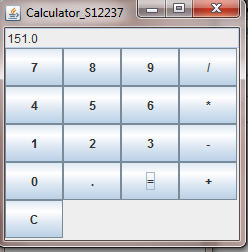 Calculator_S12237
151.0
7 8 9 /
4 5 6 *
1 2 3 -
0 . = +
C